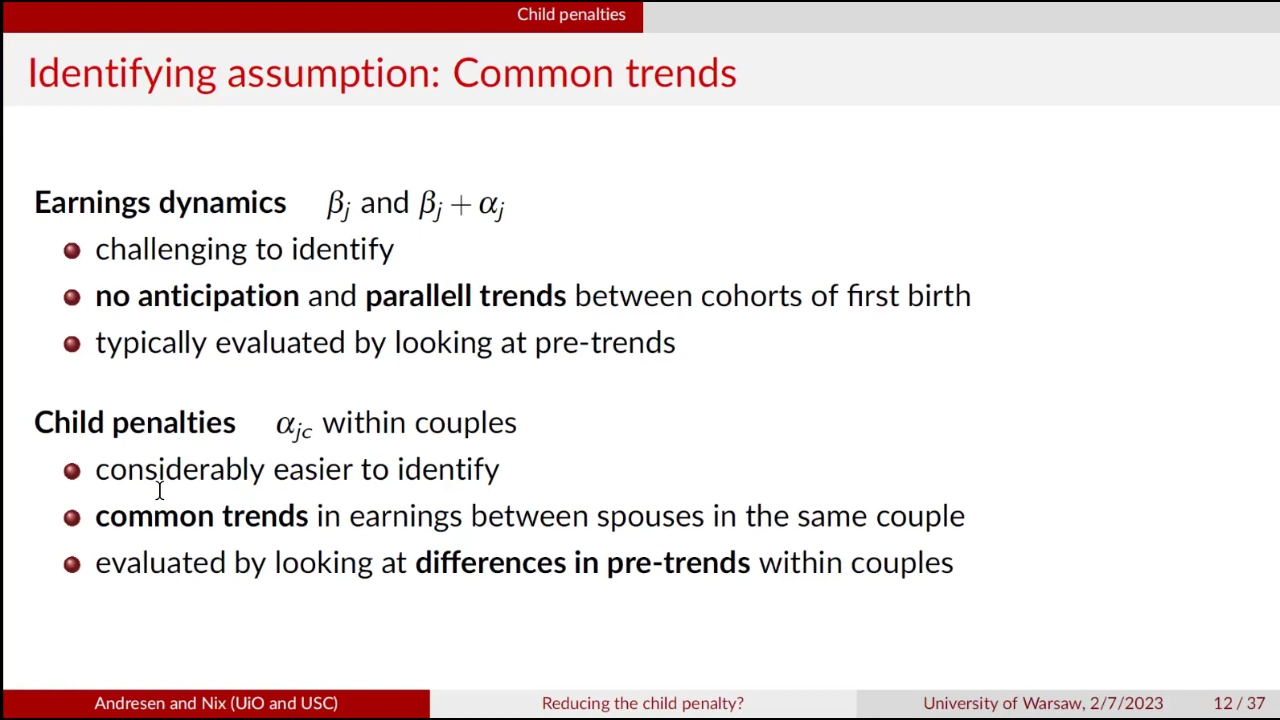 Child penalties
Identifying assumption: Common trends
Earnings dynamics βj and βj + αj
challenging to identify
no anticipation and parallell trends between cohorts of first birth
typically evaluated by looking at pre-trends
Child penalties αjc within couples
considerably easier to identify
common trends in earnings between spouses in the same couple
evaluated by looking at differences in pre-trends within couples
Andresen and Nix (UiO and USC) Reducing the child penalty? University of Warsaw, 2/7/2023 12 / 37